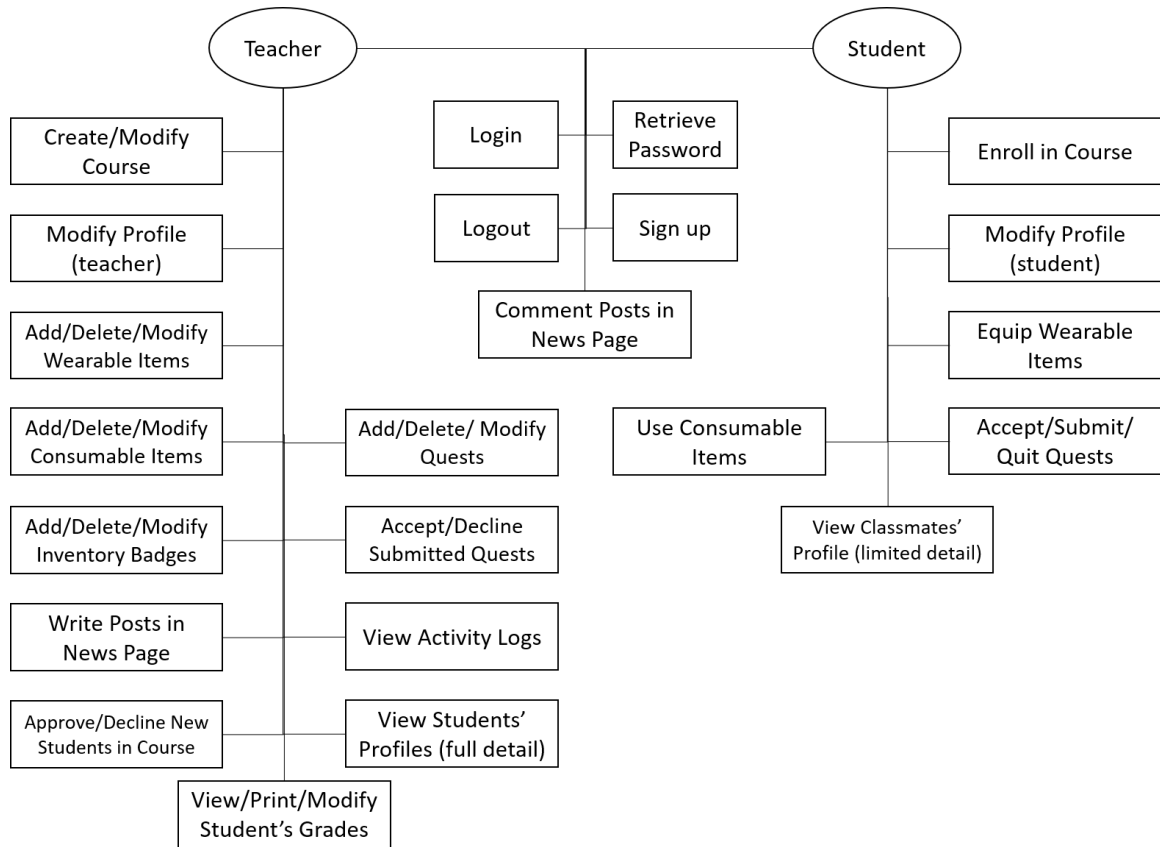 Teacher
Student
Login
Retrieve
Password
Logout
Sign up
Comment Posts in
News Page
Create/Modify
Course
Modify Profile
(teacher)
Add/Delete/Modify
Wearable Items
Add/Delete/Modify
Consumable Items
Add/Delete/Modify
Inventory Badges
Write Posts in
News Page
Approve/Decline New
Students in Course
Add/Delete/ Modify
Quests
Accept/Decline
Submitted Quests
View Activity Logs
View Students’
Profiles (full detail)
View/Print/Modify
Student’s Grades
Enroll in Course
Modify Profile
(student)
Equip Wearable
Items
Use Consumable
Items
Accept/Submit/
Quit Quests
View Classmates’
Profile (limited detail)